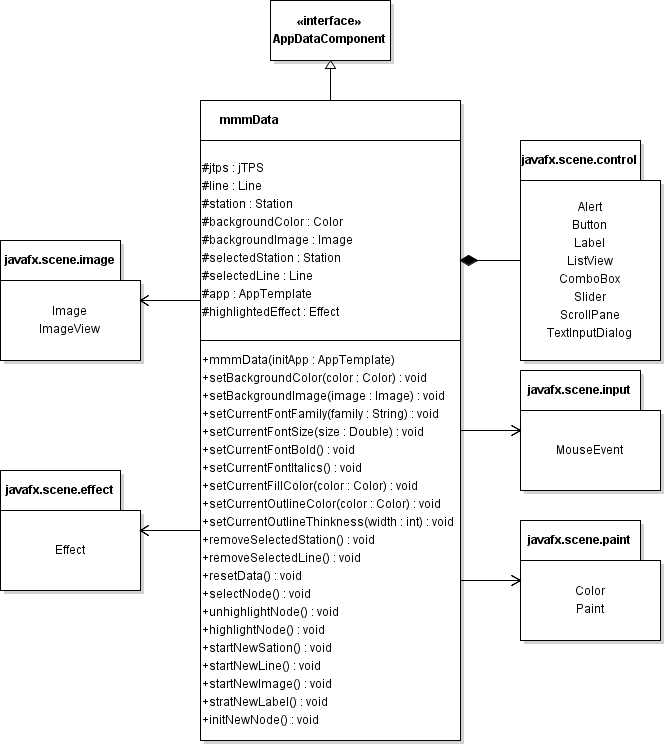 «interface»
AppDataComponent
mmmData
#jtps : jTPS
#line : Line
#station : Station
#backgroundColor : Color
#backgroundImage : Image
#selectedStation : Station
#selectedLine : Line
#app : AppTemplate
#highlightedEffect : Effect
+mmmData(initApp : AppTemplate)
+setBackgroundColor(color : Color) : void
+setBackgroundImage(image : Image) : void
+setCurrentFontFamily(family : String) : void
+setCurrentFontSize(size : Double) : void
+setCurrentFontBold() : void
+setCurrentFontItalics() : void
+setCurrentFillColor(color : Color) : void
+setCurrentOutlineColor(color : Color) : void
+setCurrentOutlineThinkness(width : int) : void
+removeSelectedStation() : void
+removeSelectedLine() : void
+resetData() : void
+selectNode() : void
+unhighlightNode() : void
+highlightNode() : void
+startNewSation() : void
+startNewLine() : void
+startNewImage() : void
+stratNewLabel() : void
+initNewNode() : void
javafx.scene.image
Image
ImageView
javafx.scene.effect
Effect
javafx.scene.control
Alert
Button
Label
ListView
ComboBox
Slider
ScrollPane
TextInputDialog
javafx.scene.input
MouseEvent
javafx.scene.paint
Color
Paint